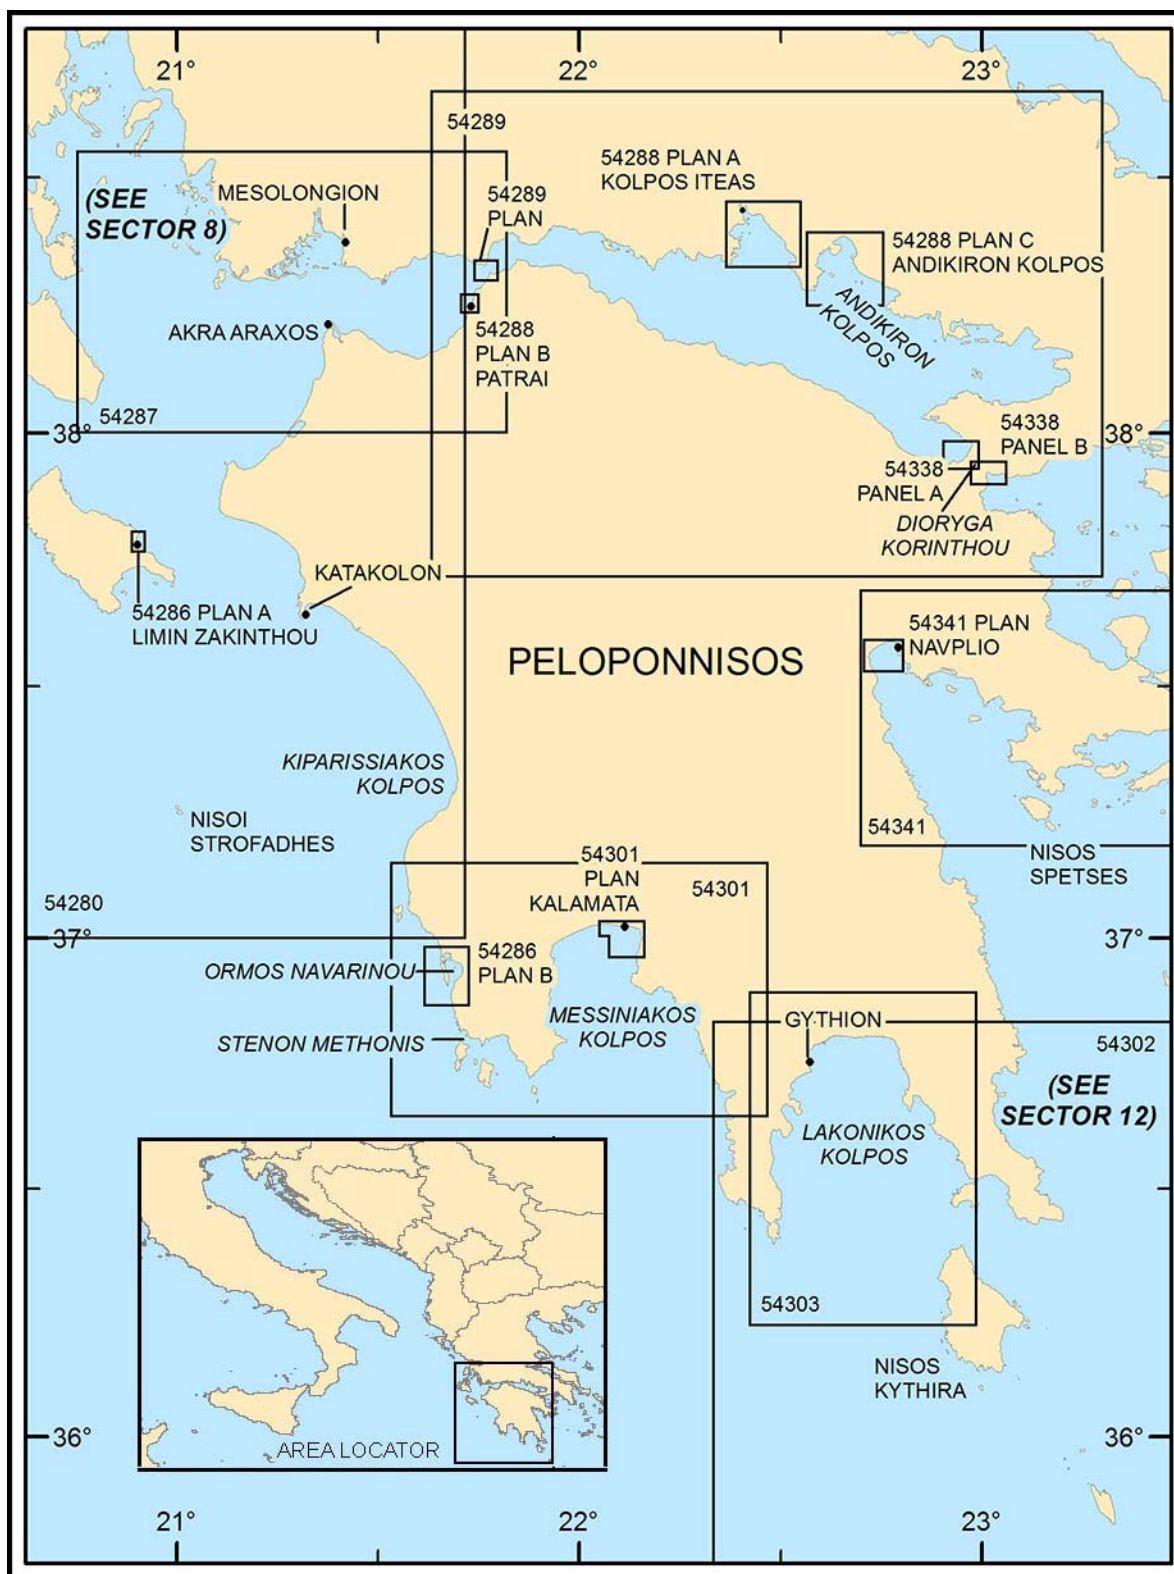 21°
22°
23°
54289
54288 PLAN A
KOLPOS ITEAS
(SEE
SECTOR 8)
MESOLONGION
54289
PLAN
54288 PLAN C
ANDIKIRON KOLPOS
ANDIKIRON
KOLPOS
AKRA ARAXOS
54288
PLAN B
PATRAI
54287
38°
38°
54338
PANEL B
54338
PANEL A
DIORYGA
KORINTHOU
KATAKOLON
54286 PLAN A
LIMIN ZAKINTHOU
54341 PLAN
NAVPLIO
PELOPONNISOS
KIPARISSIAKOS
KOLPOS
NISOI
STROFADHES
54341
NISOS
SPETSES
54301
PLAN
KALAMATA
54301
54280
37°
37°
54286
PLAN B
ORMOS NAVARINOU
MESSINIAKOS
KOLPOS
STENON METHONIS
GYTHION
54302
(SEE
SECTOR 12)
LAKONIKOS
KOLPOS
54303
NISOS
KYTHIRA
AREA LOCATOR
36°
36°
21°
22°
23°